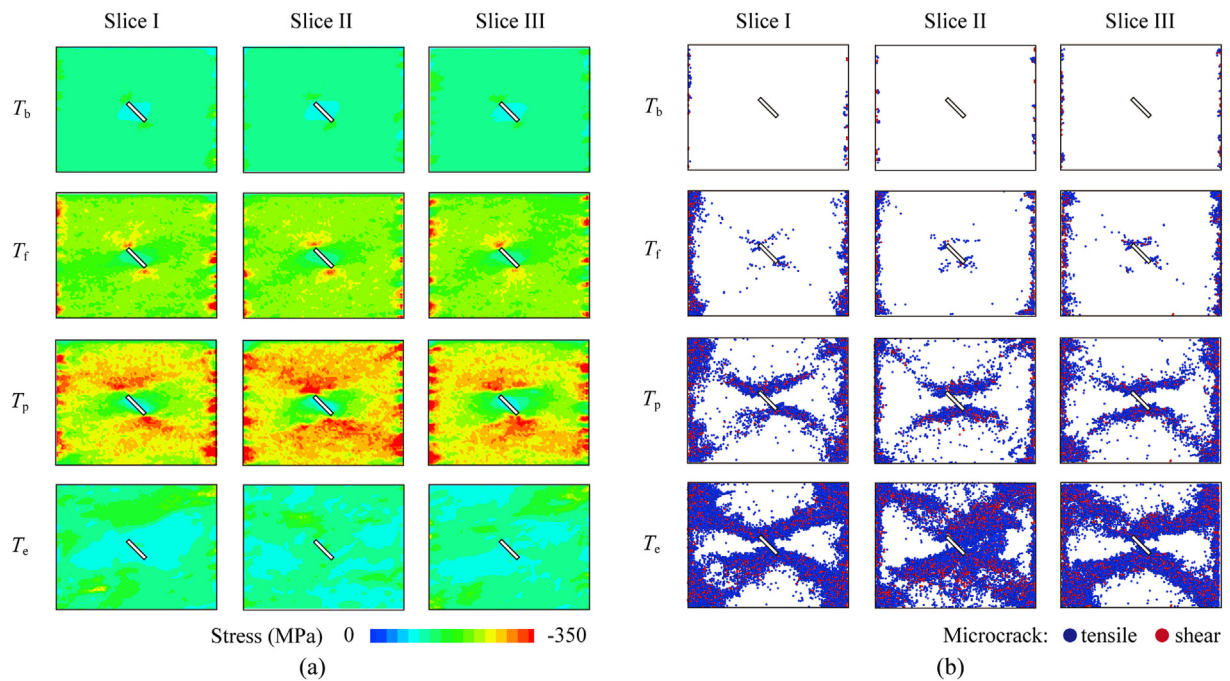 Slice I Slice II Slice III
Tb
Tf
Tp
Te
Stress (MPa) 0 -350
(a)
Slice I Slice II Slice III
Tb
Tf
Tp
Te
Microcrack: tensile shear
(b)